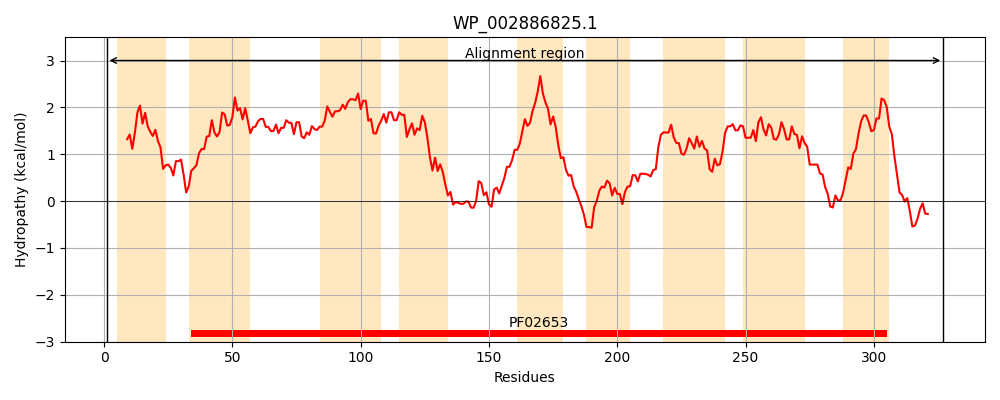 WP_002886825.1
Alignment region
3
2
1
0
−1
−2
−3
Hydropathy (kcal/mol)
PF02653
0 50 100 150 200 250 300
Residues